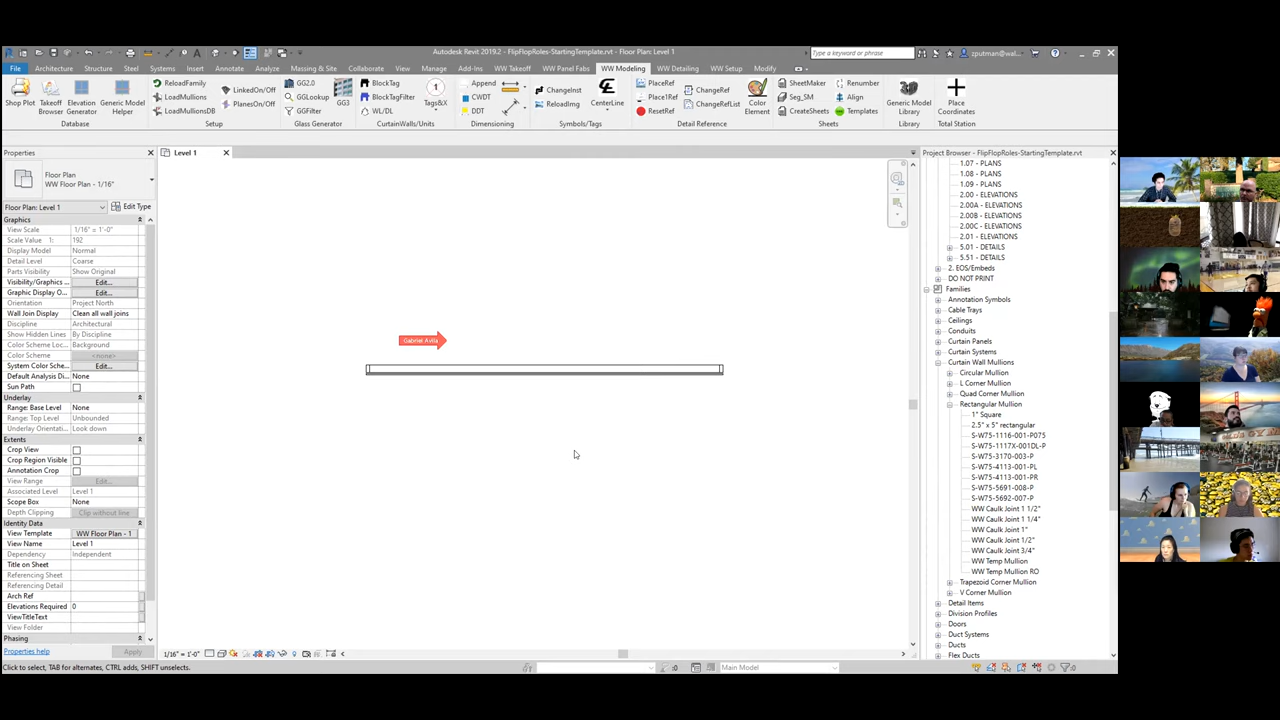 Autodesk Revit 2019.2 - FlipFlopRoles-StartingTemplate.rvt - Floor Plan: Level 1
Type a keyword or phrase
zputman@wal...
File Architecture Structure Steel Systems Insert Annotate Analyze Massing & Site Collaborate View Manage Add-Ins WW Takeoff WW Panel Fabs WW Modeling WW Detailing WW Setup Modify
Shop Plot
Takeoff Browser
Elevation Generator
Generic Model Helper
Database
ReloadFamily
LoadMullions
LoadMullionsDB
LinkedOn/Off
PlanesOn/Off
Setup
GG2.0
GGLookup
GGFilter
GG3
Glass Generator
BlockTag
BlockTagFilter
WL/DL
Tags&X
CurtainWalls/Units
Append
CWDT
DDT
Dimensioning
ChangeInst
ReloadImg
CenterLine
Symbols/Tags
PlaceRef
Place1Ref
ResetRef
ChangeRef
ChangeRefList
Color Element
Detail Reference
SheetMaker
Seg_SM
CreateSheets
Renumber
Align
Templates
Sheets
Generic Model Library
Library
Place Coordinates
Total Station
Properties
Level 1
Project Browser - FlipFlopRoles-StartingTemplate.rvt
Floor Plan
WW Floor Plan - 1/16"
Floor Plan: Level 1 Edit Type
Graphics
View Scale 1/16" = 1'-0"
Scale Value 1: 192
Display Model Normal
Detail Level Coarse
Parts Visibility Show Original
Visibility/Graphics ... Edit...
Graphic Display O... Edit...
Orientation Project North
Wall Join Display Clean all wall joins
Discipline Architectural
Show Hidden Lines By Discipline
Color Scheme Loc... Background
Color Scheme <none>
System Color Sche... Edit...
Default Analysis Di... None
Sun Path
Underlay
Range: Base Level None
Range: Top Level Unbounded
Underlay Orientati... Look down
Extents
Crop View
Crop Region Visible
Annotation Crop
View Range Edit...
Associated Level Level 1
Scope Box None
Depth Clipping Clip without line
Identity Data
View Template WW Floor Plan - 1
View Name Level 1
Dependency Independent
Title on Sheet
Referencing Sheet
Referencing Detail
Arch Ref
Elevations Required 0
ViewTitleText
View Folder
Phasing
Properties help Apply
Gabriel Avila
1.07 - PLANS
1.08 - PLANS
1.09 - PLANS
2.00 - ELEVATIONS
2.00A - ELEVATIONS
2.00B - ELEVATIONS
2.00C - ELEVATIONS
2.01 - ELEVATIONS
5.01 - DETAILS
5.51 - DETAILS
2. EOS/Embeds
DO NOT PRINT
Families
Annotation Symbols
Cable Trays
Ceilings
Conduits
Curtain Panels
Curtain Systems
Curtain Wall Mullions
Circular Mullion
L Corner Mullion
Quad Corner Mullion
Rectangular Mullion
1" Square
2.5" x 5" rectangular
S-W75-1116-001-P075
S-W75-1117X-001DL-P
S-W75-3170-003-P
S-W75-4113-001-PL
S-W75-4113-001-PR
S-W75-5691-008-P
S-W75-5692-007-P
WW Caulk Joint 1 1/2"
WW Caulk Joint 1 1/4"
WW Caulk Joint 1"
WW Caulk Joint 1/2"
WW Caulk Joint 3/4"
WW Temp Mullion
WW Temp Mullion RO
Trapezoid Corner Mullion
V Corner Mullion
Detail Items
Division Profiles
Doors
Duct Systems
Ducts
Flex Ducts
1/16" = 1'-0"
Click to select, TAB for alternates, CTRL adds, SHIFT unselects.
:0
Main Model
:0